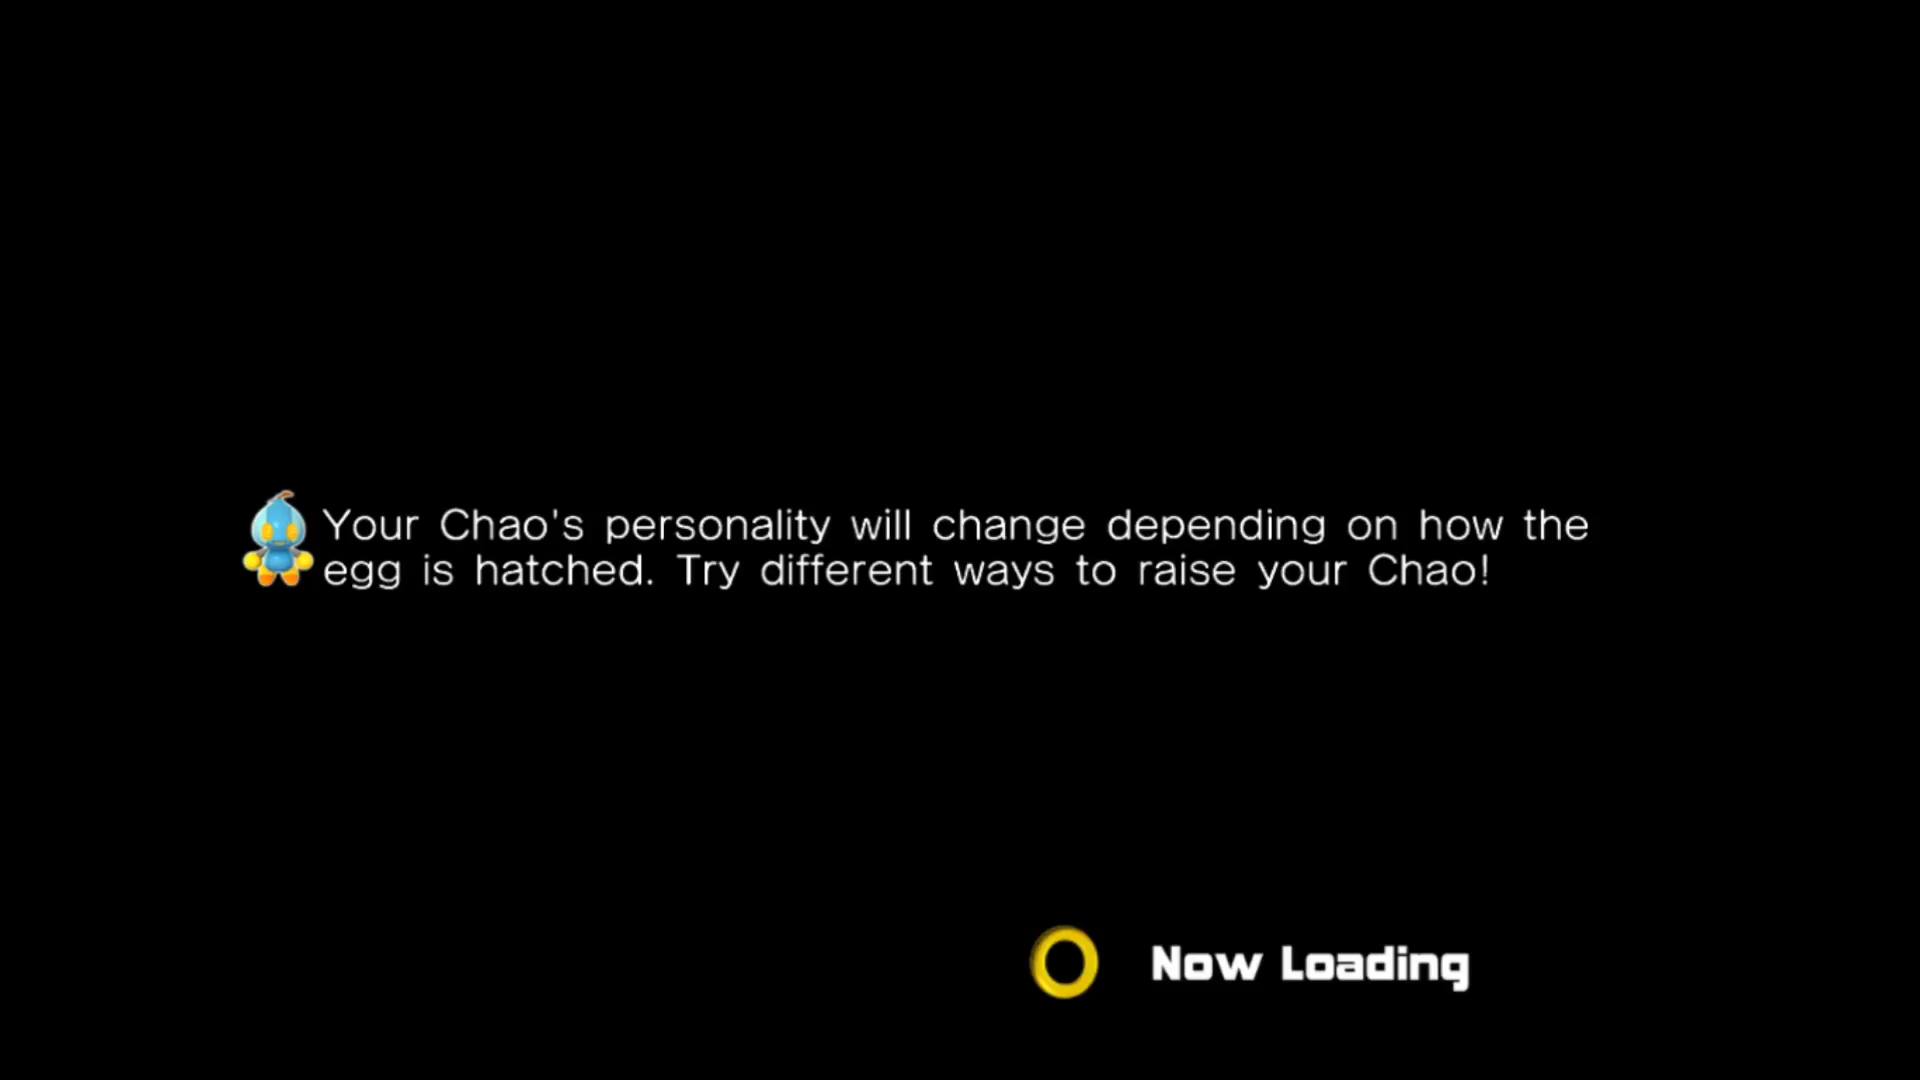 Your Chao's personality will change depending on how the
egg is hatched. Try different ways to raise your Chao!
Now Loading